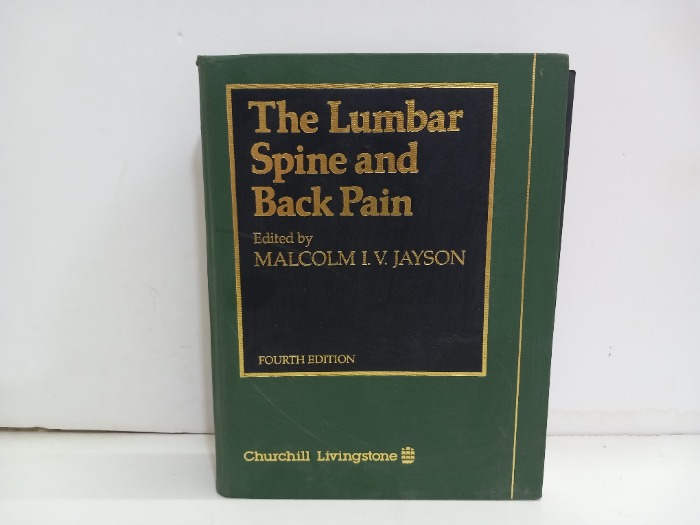 The Lumbar
Spine and
Back Pain
Edited by
MALCOLM I. V. JAYSON
FOURTH EDITION
Churchill Livingstone